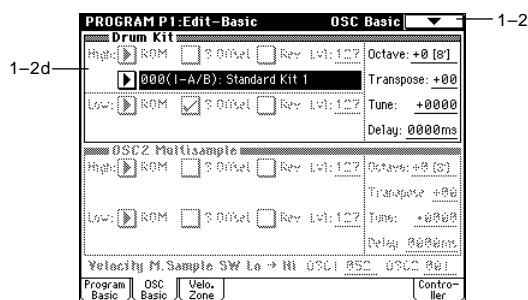 PROGRAM P1:Edit-Basic OSC Basic
1–2
Drum Kit
High: ROM S.Offset Rev Lvl:127 Octave: +0 [8']
1–2d
000(I-A/B): Standard Kit 1 Transpose: +00
Low: ROM S.Offset Rev Lvl:127 Tune: +0000
Delay: 0000ms
OSC2 Multisample
High: ROM S.Offset Rev Lvl:127 Octave: +0 [8']
Transpose +00
Low: ROM S.Offset Rev Lvl:127 Tune: +0000
Delay 0000ms
Velocity M.Sample SW Lo → Hi OSC1 052 OSC2 001
Program Basic OSC Basic Velo. Zone Contro-ller